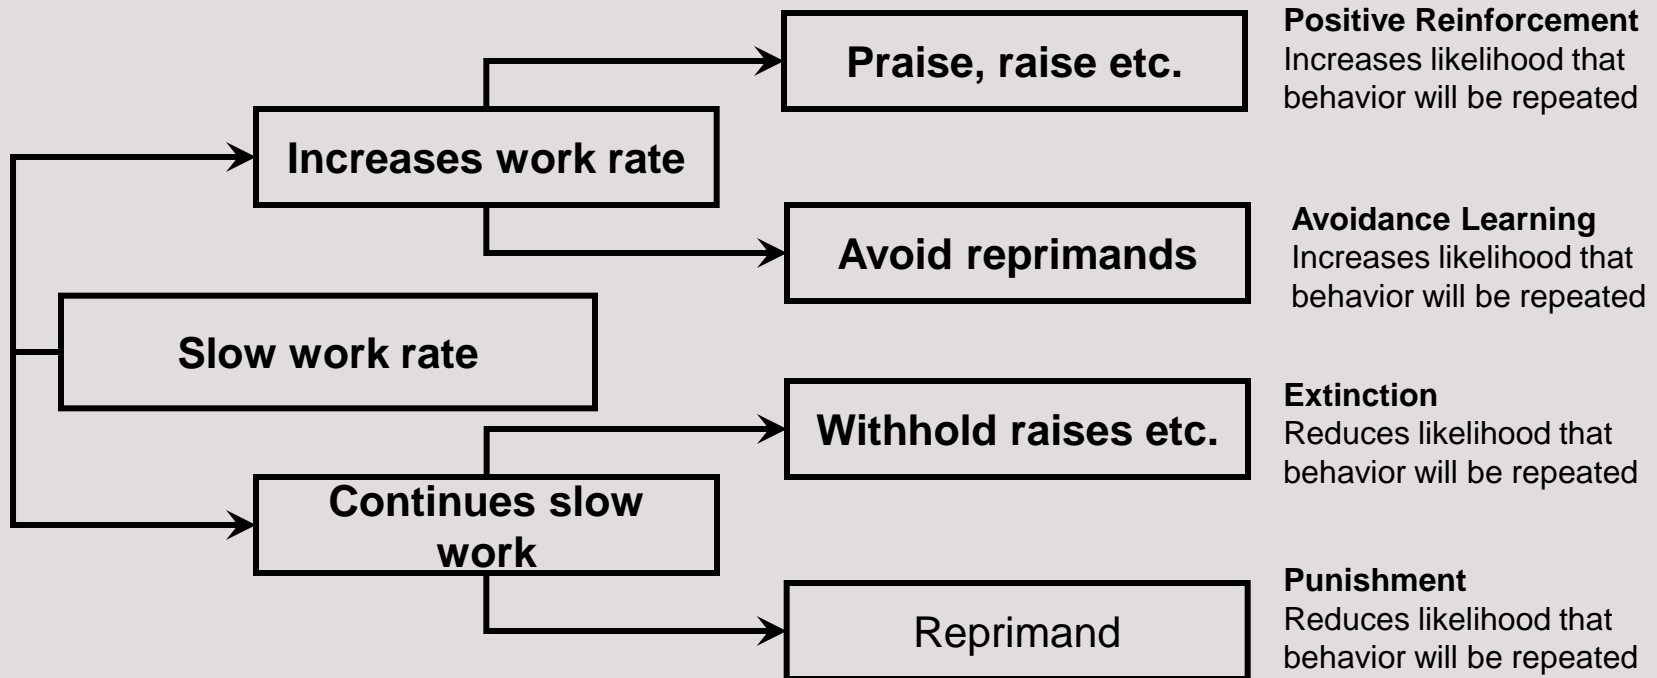 Praise, raise etc.
Positive Reinforcement
Increases likelihood that
behavior will be repeated
Increases work rate
Avoid reprimands
Avoidance Learning
Increases likelihood that
behavior will be repeated
Slow work rate
Withhold raises etc.
Extinction
Reduces likelihood that
behavior will be repeated
Continues slow
work
Reprimand
Punishment
Reduces likelihood that
behavior will be repeated